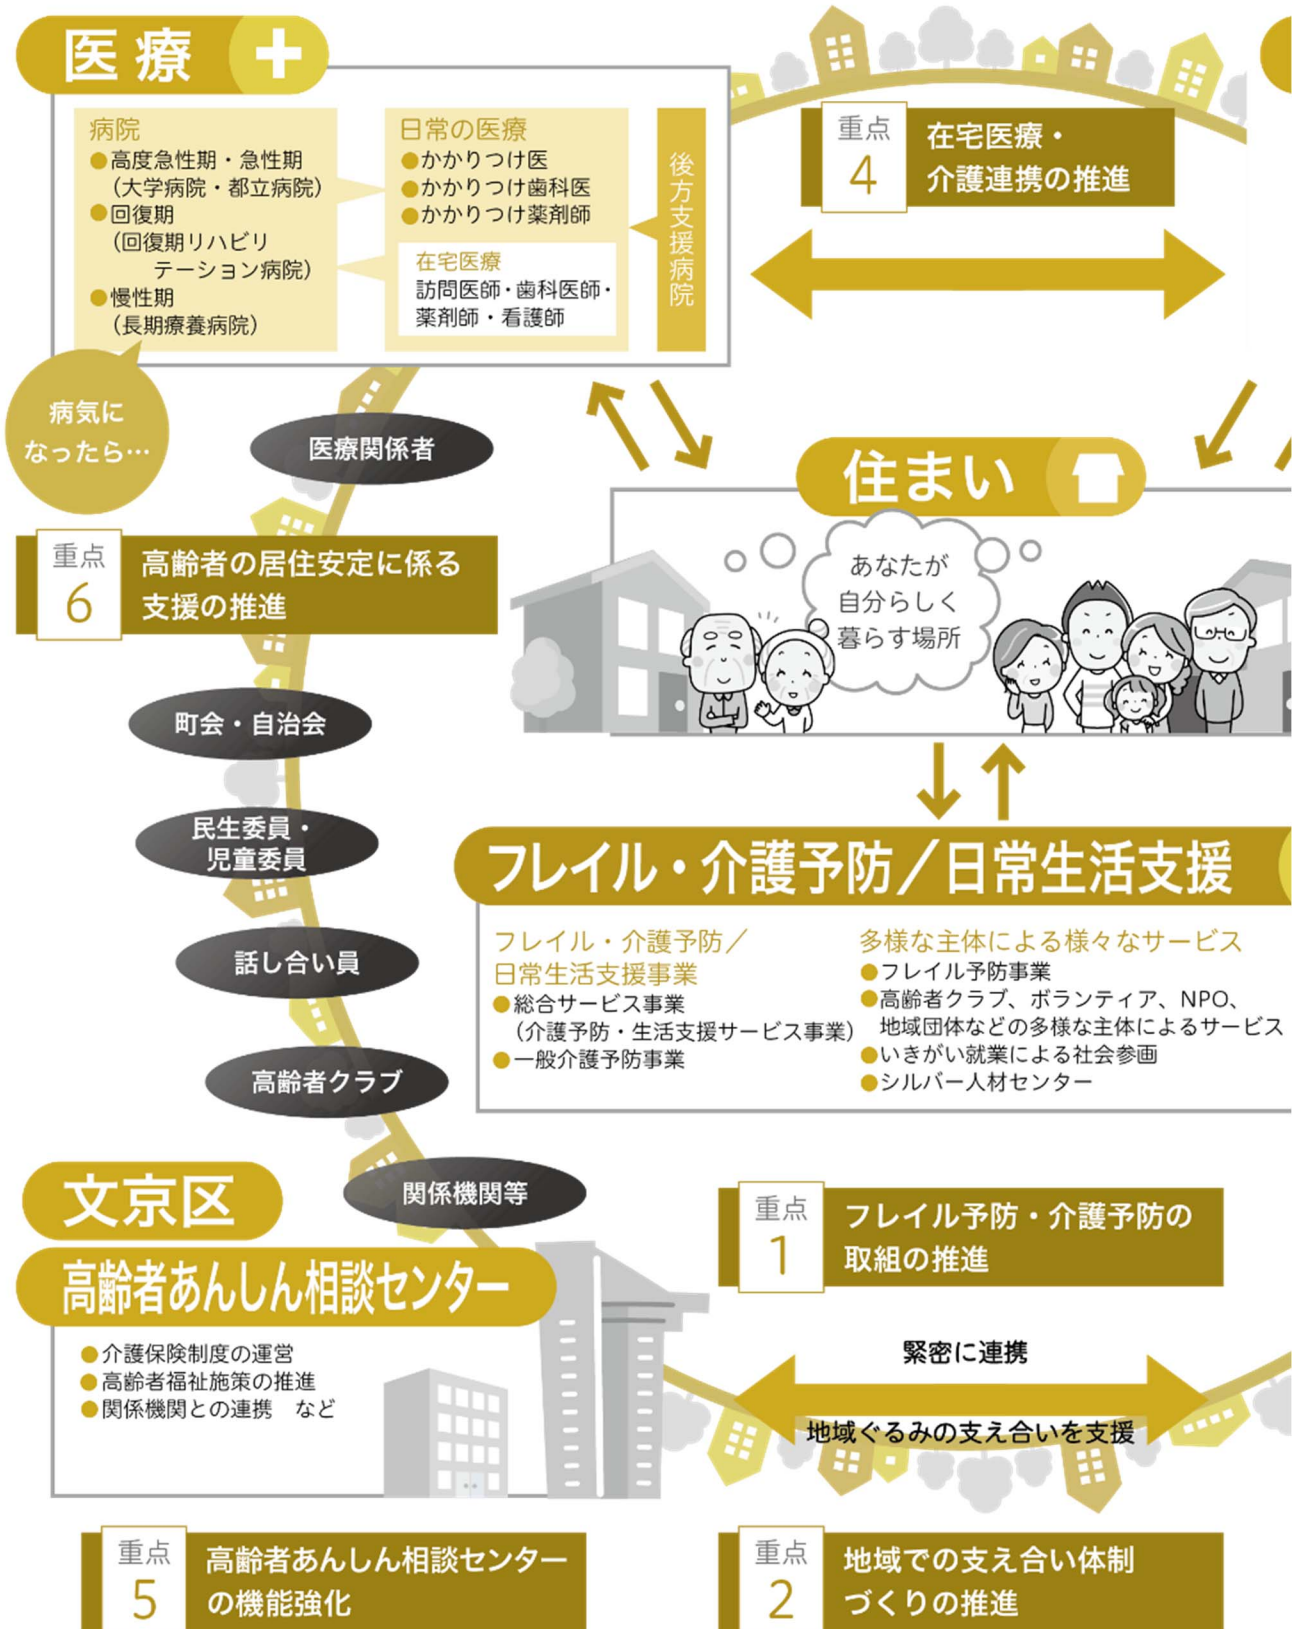 医療
病院
●高度急性期・急性期
（大学病院・都立病院）
●回復期
（回復期リハビリ
テーション病院）
●慢性期
（長期療養病院）
日常の医療
●かかりつけ医
●かかりつけ歯科医
●かかりつけ薬剤師
在宅医療
訪問医師・歯科医師・
薬剤師・看護師
後方支援病院
病気に
なったら…
重点
4
在宅医療・
介護連携の推進
医療関係者
住まい
あなたが
自分らしく
暮らす場所
重点
6
高齢者の居住安定に係る
支援の推進
町会・自治会
民生委員・
児童委員
話し合い員
高齢者クラブ
関係機関等
フレイル・介護予防／日常生活支援
フレイル・介護予防／
日常生活支援事業
●総合サービス事業
（介護予防・生活支援サービス事業）
●一般介護予防事業
多様な主体による様々なサービス
●フレイル予防事業
●高齢者クラブ、ボランティア、NPO、
地域団体などの多様な主体によるサービス
●いきがい就業による社会参画
●シルバー人材センター
文京区
高齢者あんしん相談センター
●介護保険制度の運営
●高齢者福祉施策の推進
●関係機関との連携　など
重点
1
フレイル予防・介護予防の
取組の推進
緊密に連携
地域ぐるみの支え合いを支援
重点
5
高齢者あんしん相談センター
の機能強化
重点
2
地域での支え合い体制
づくりの推進